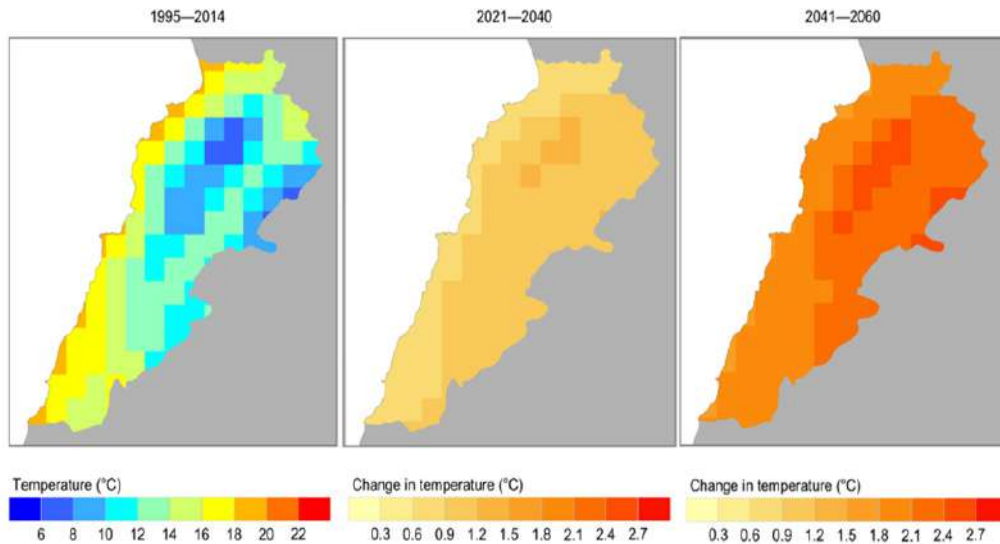 1995—2014
2021—2040
2041—2060
Temperature (°C)
6 8 10 12 14 16 18 20 22
Change in temperature (°C)
0.3 0.6 0.9 1.2 1.5 1.8 2.1 2.4 2.7
Change in temperature (°C)
0.3 0.6 0.9 1.2 1.5 1.8 2.1 2.4 2.7